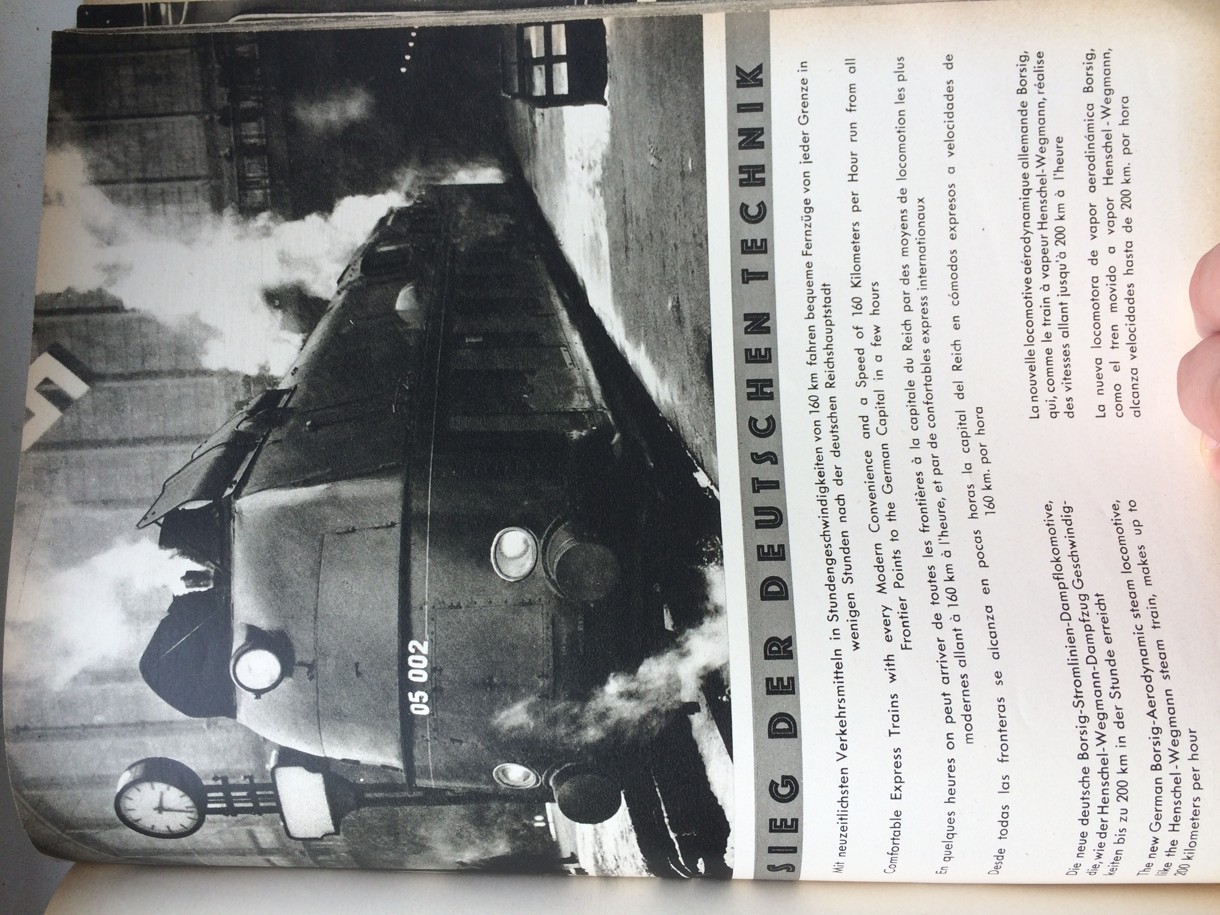 05 002
SIEG DER DEUTSCHEN TECHNIK
Mit neuzeitlichsten Verkehrsmitteln in Stundengeschwindigkeiten von 160 km fahren bequeme Fernzüge von jeder Grenze in
wenigen Stunden nach der deutschen Reichshauptstadt
Comfortable Express Trains with every Modern Convenience and a Speed of 160 Kilometers per Hour run from all
Frontier Points to the German Capital in a few hours
En quelques heures on peut arriver de toutes les frontières à la capitale du Reich par des moyens de locomotion les plus
modernes allant à 160 km à l'heure, et par de confortables express internationaux
Desde todas las fronteras se alcanza en pocas horas la capital del Reich en cómodos expresos a velocidades de
160 km. por hora
Die neue deutsche Borsig-Stromlinien-Dampflokomotive,
die, wie der Henschel-Wegmann-Dampfzug Geschwindig-
keiten bis zu 200 km in der Stunde erreicht
The new German Borsig-Aerodynamic steam locomotive,
like the Henschel-Wegmann steam train, makes up to
200 kilometers per hour
La nouvelle locomotive aérodynamique allemande Borsig,
qui, comme le train à vapeur Henschel-Wegmann, réalise
des vitesses allant jusqu'à 200 km à l'heure
La nueva locomotora de vapor aerodinámica Borsig,
como el tren movido a vapor Henschel-Wegmann,
alcanza velocidades hasta de 200 km. por hora